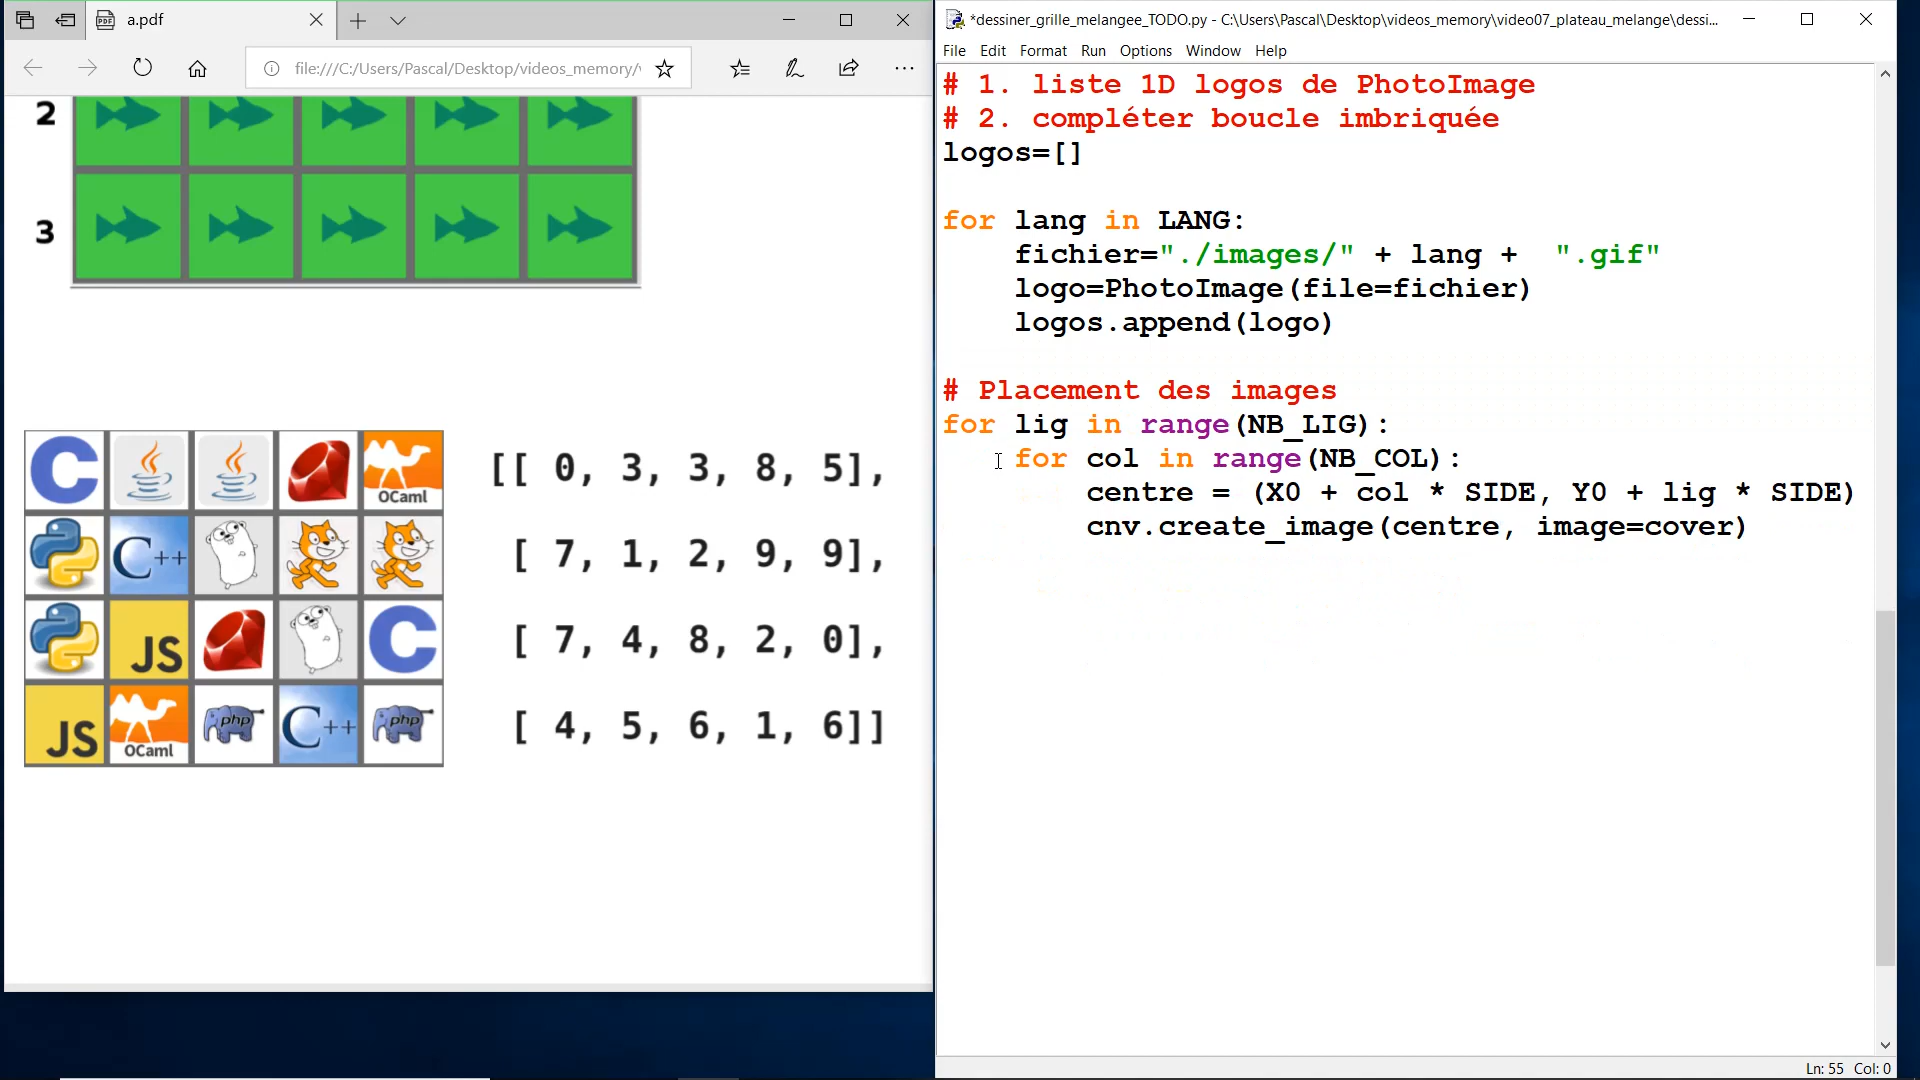 a.pdf
file:///C:/Users/Pascal/Desktop/videos_memory/
2
3
C
OCaml
C++
JS
C
JS
OCaml
php
C++
php
[[ 0, 3, 3, 8, 5],
[ 7, 1, 2, 9, 9],
[ 7, 4, 8, 2, 0],
[ 4, 5, 6, 1, 6]]
*dessiner_grille_melangee_TODO.py - C:\Users\Pascal\Desktop\videos_memory\video07_plateau_melange\dessi...
File Edit Format Run Options Window Help
# 1. liste 1D logos de PhotoImage
# 2. compléter boucle imbriquée
logos=[]
for lang in LANG:
    fichier="./images/" + lang +  ".gif"
    logo=PhotoImage(file=fichier)
    logos.append(logo)
# Placement des images
for lig in range(NB_LIG):
    for col in range(NB_COL):
        centre = (X0 + col * SIDE, Y0 + lig * SIDE)
        cnv.create_image(centre, image=cover)
Ln: 55 Col: 0